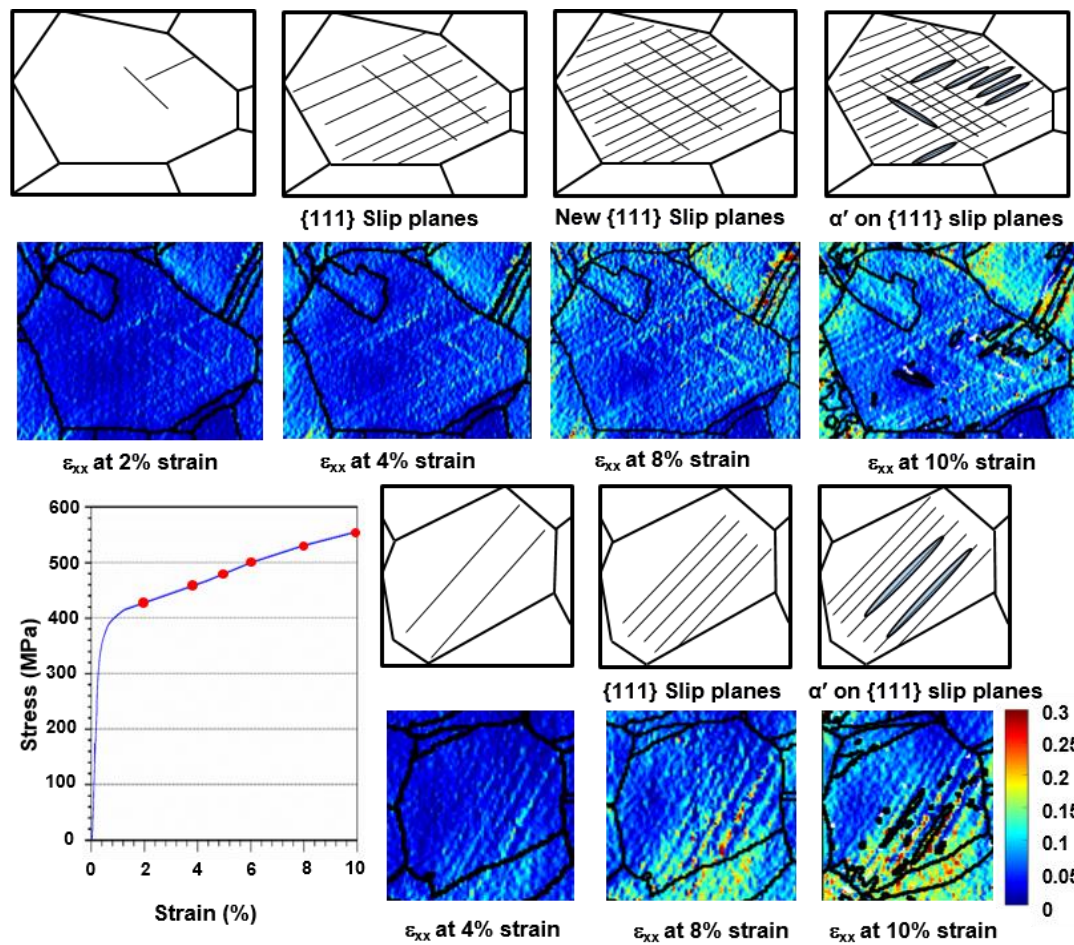 {111} Slip planes
New {111} Slip planes
α′ on {111} slip planes
εxx at 2% strain
εxx at 4% strain
εxx at 8% strain
εxx at 10% strain
600
500
400
300
200
100
0
Stress (MPa)
0 2 4 6 8 10
Strain (%)
{111} Slip planes
α′ on {111} slip planes
0.3
0.25
0.2
0.15
0.1
0.05
0
εxx at 4% strain
εxx at 8% strain
εxx at 10% strain